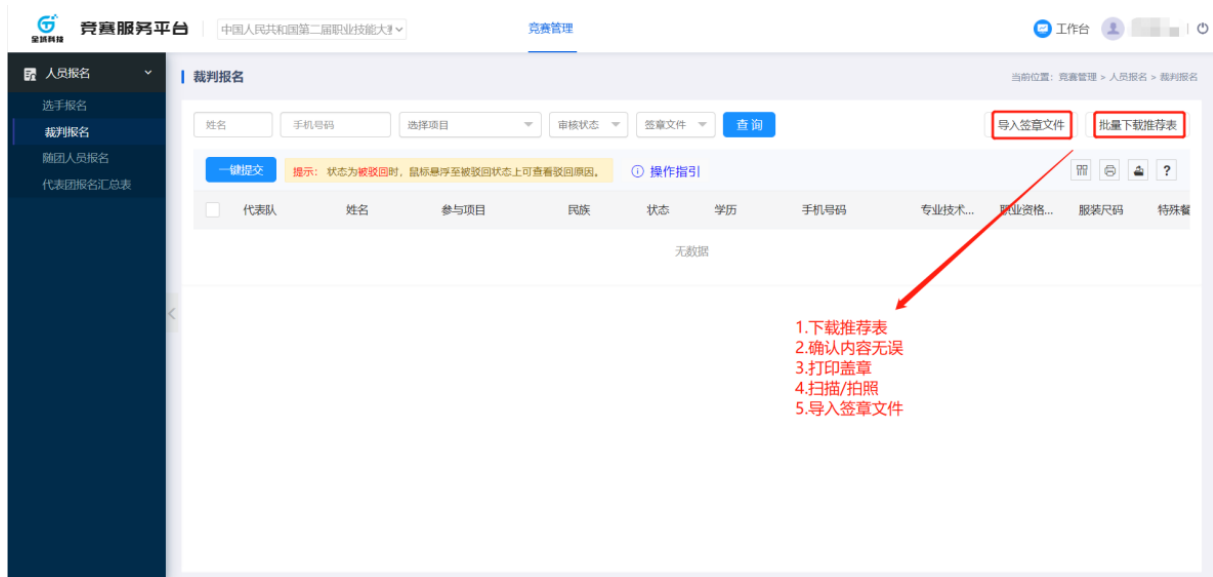 全越科技
竞赛服务平台
中国人民共和国第二届职业技能大
竞赛管理
工作台
人员报名
选手报名
裁判报名
随团人员报名
代表团报名汇总表
裁判报名
当前位置：竞赛管理 > 人员报名 > 裁判报名
姓名 手机号码 选择项目 审核状态 签章文件 查询 导入签章文件 批量下载推荐表
一键提交 提示：状态为被驳回时，鼠标悬浮至被驳回状态上可查看驳回原因。 操作指引 ?
代表队 姓名 参与项目 民族 状态 学历 手机号码 专业技术... 职业资格... 服装尺码 特殊餐
无数据
1.下载推荐表
2.确认内容无误
3.打印盖章
4.扫描/拍照
5.导入签章文件